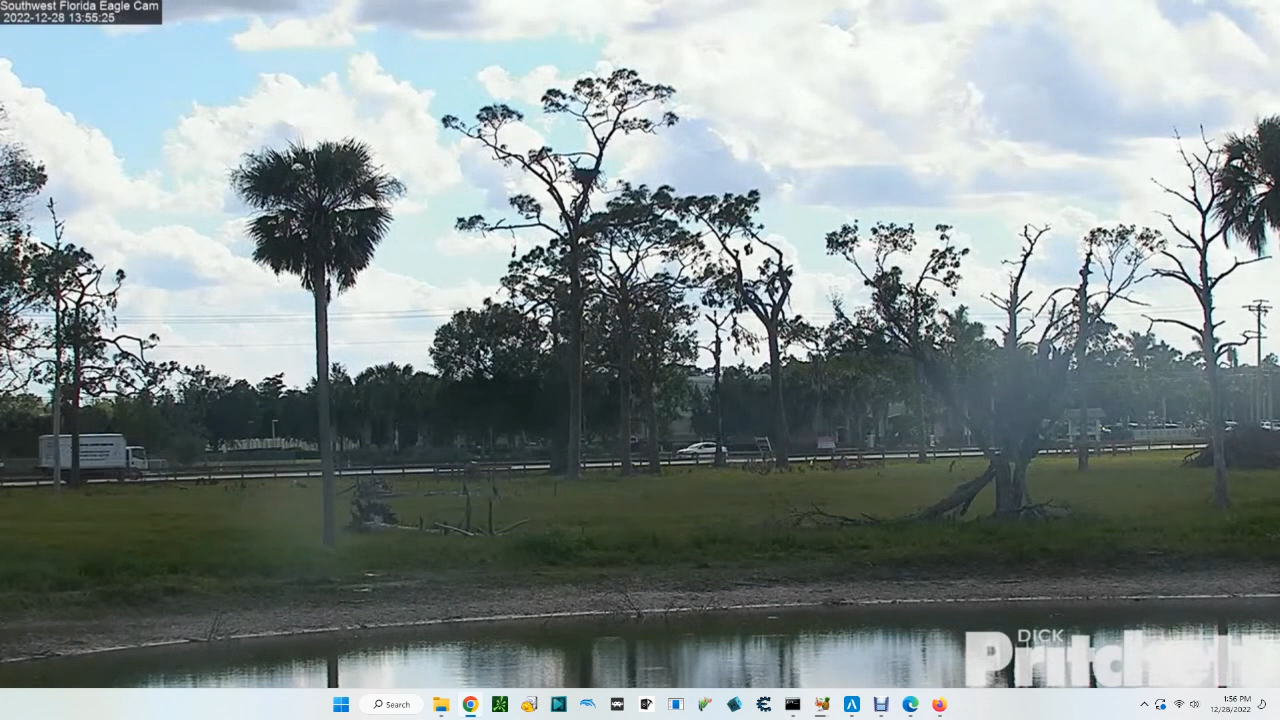 Southwest Florida Eagle Cam
2022-12-28 13:55:25
DICK
Pritchett
Search
1:56 PM
12/28/2022